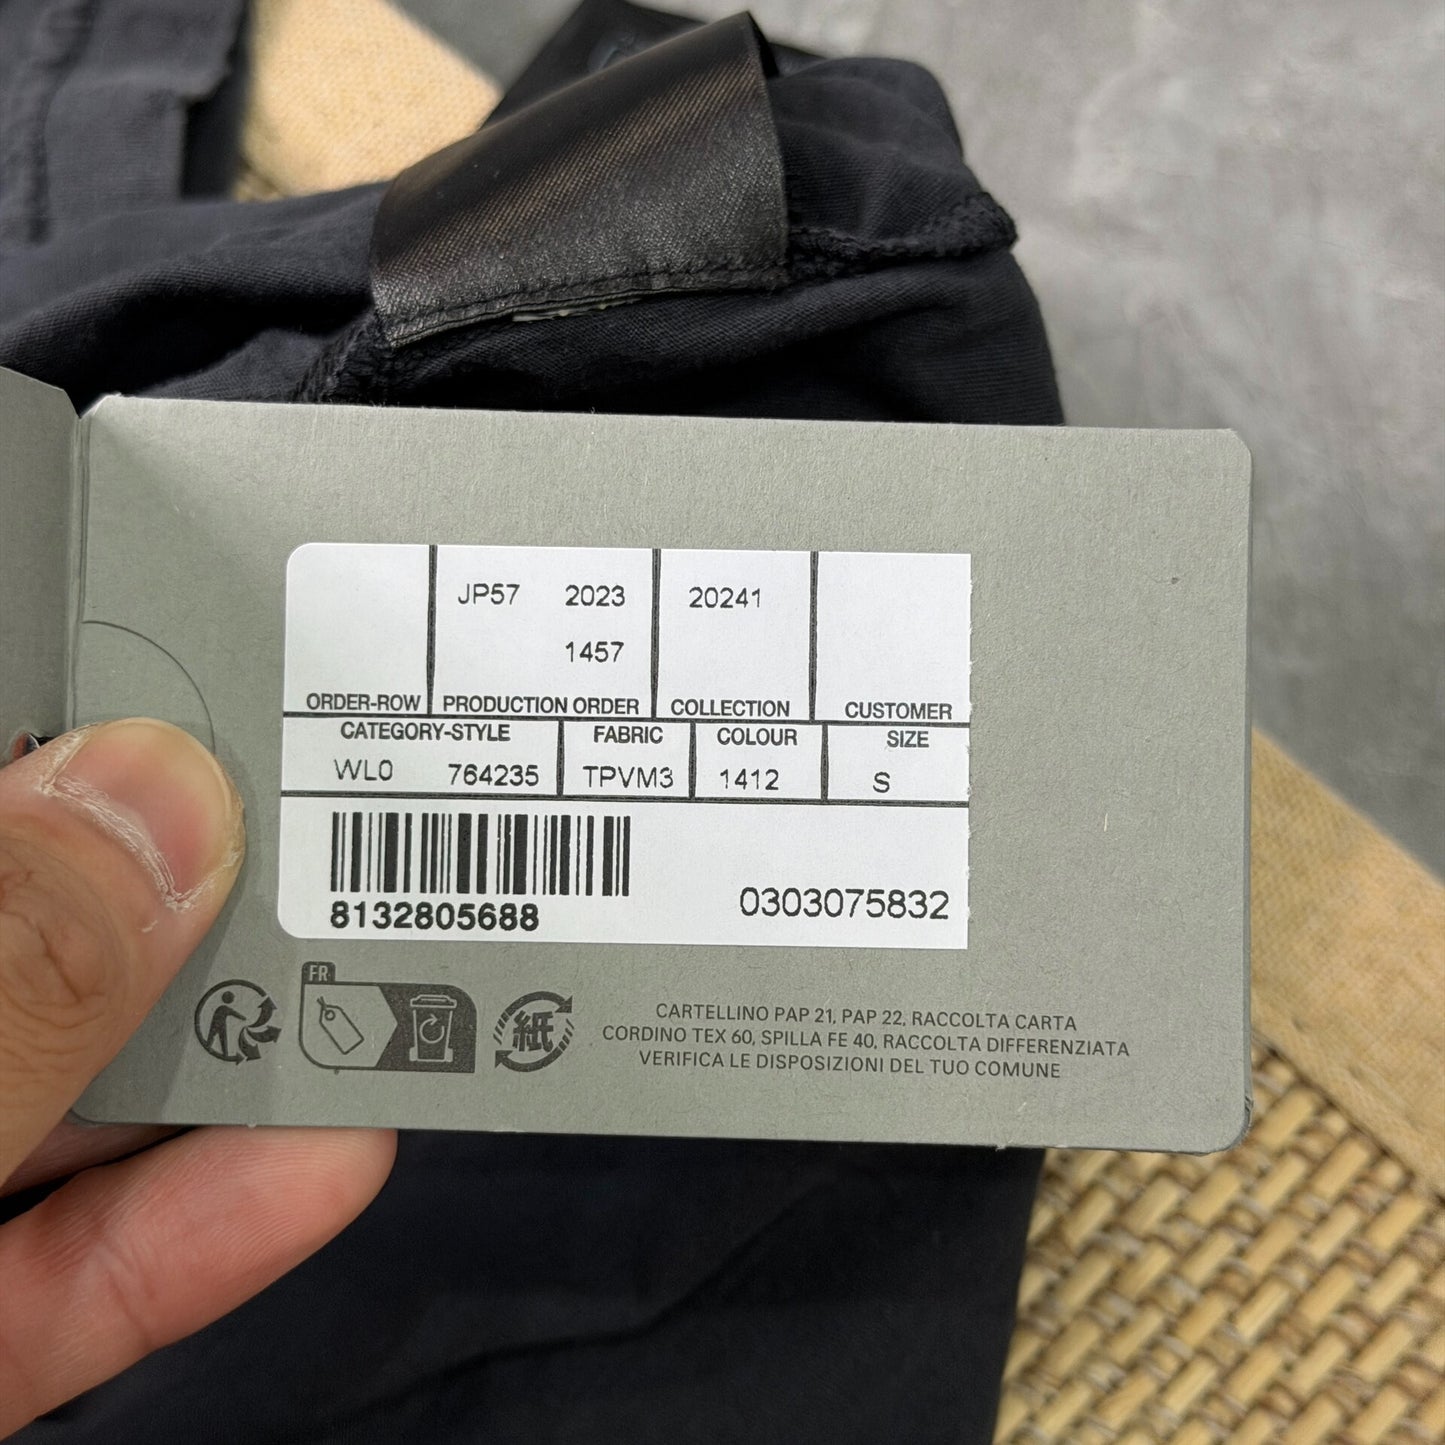 JP57 2023 20241
1457
ORDER-ROW PRODUCTION ORDER COLLECTION CUSTOMER
CATEGORY-STYLE FABRIC COLOUR SIZE
WL0 764235 TPVM3 1412 S
8132805688 0303075832
FR
紙
CARTELLINO PAP 21, PAP 22, RACCOLTA CARTA
CORDINO TEX 60, SPILLA FE 40, RACCOLTA DIFFERENZIATA
VERIFICA LE DISPOSIZIONI DEL TUO COMUNE